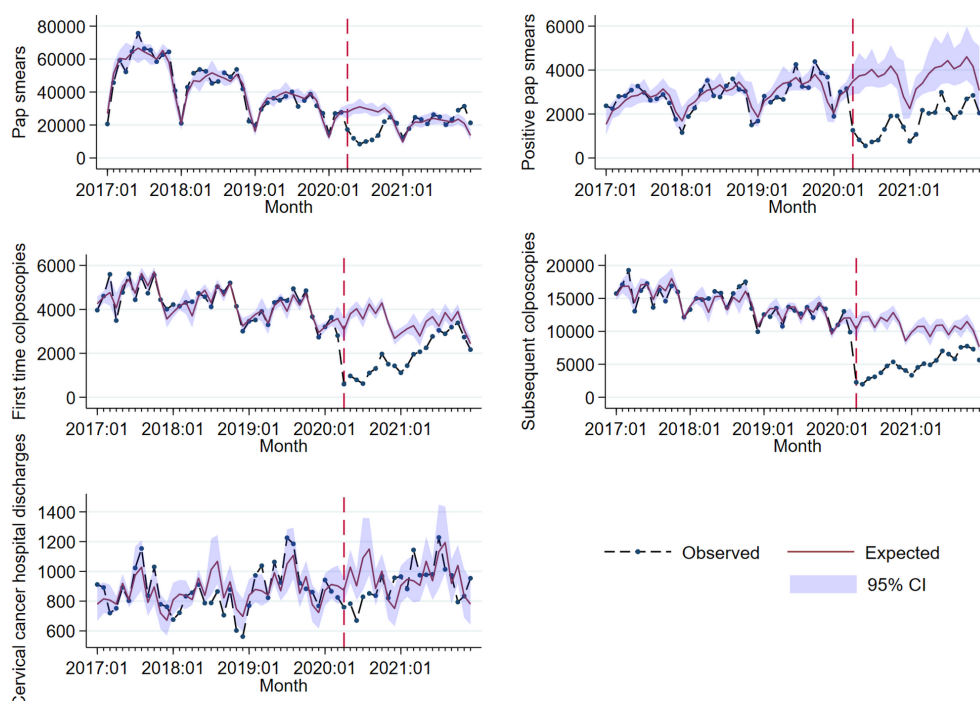 Pap smears
80000
60000
40000
20000
0
2017:01 2018:01 2019:01 2020:01 2021:01
Month
Positive pap smears
6000
4000
2000
0
2017:01 2018:01 2019:01 2020:01 2021:01
Month
First time colposcopies
6000
4000
2000
0
2017:01 2018:01 2019:01 2020:01 2021:01
Month
Subsequent colposcopies
20000
15000
10000
5000
0
2017:01 2018:01 2019:01 2020:01 2021:01
Month
Cervical cancer hospital discharges
1400
1200
1000
800
600
2017:01 2018:01 2019:01 2020:01 2021:01
Month
Observed Expected
95% CI